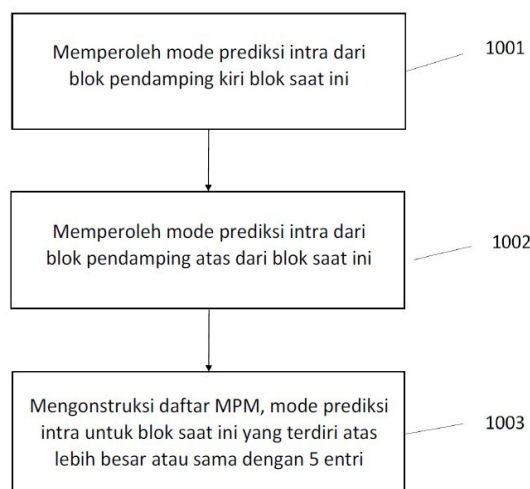 Memperoleh mode prediksi intra dari
blok pendamping kiri blok saat ini
1001
Memperoleh mode prediksi intra dari
blok pendamping atas dari blok saat ini
1002
Mengonstruksi daftar MPM, mode prediksi
intra untuk blok saat ini yang terdiri atas
lebih besar atau sama dengan 5 entri
1003